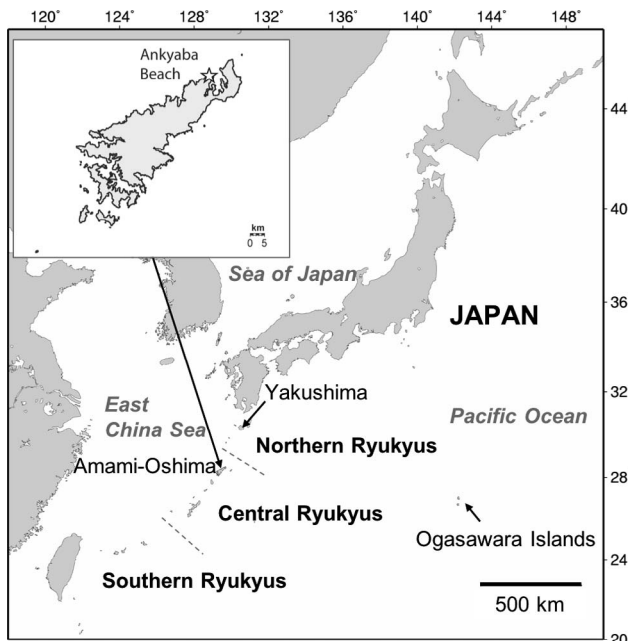 120˚ 124˚ 128˚ 132˚ 136˚ 140˚ 144˚ 148˚
Ankyaba
Beach
km
0 5
44
40
Sea of Japan
36
JAPAN
32
Yakushima
East
China Sea
Pacific Ocean
Northern Ryukyus
Amami-Oshima
28
Central Ryukyus
Ogasawara Islands
24
Southern Ryukyus
500 km
20